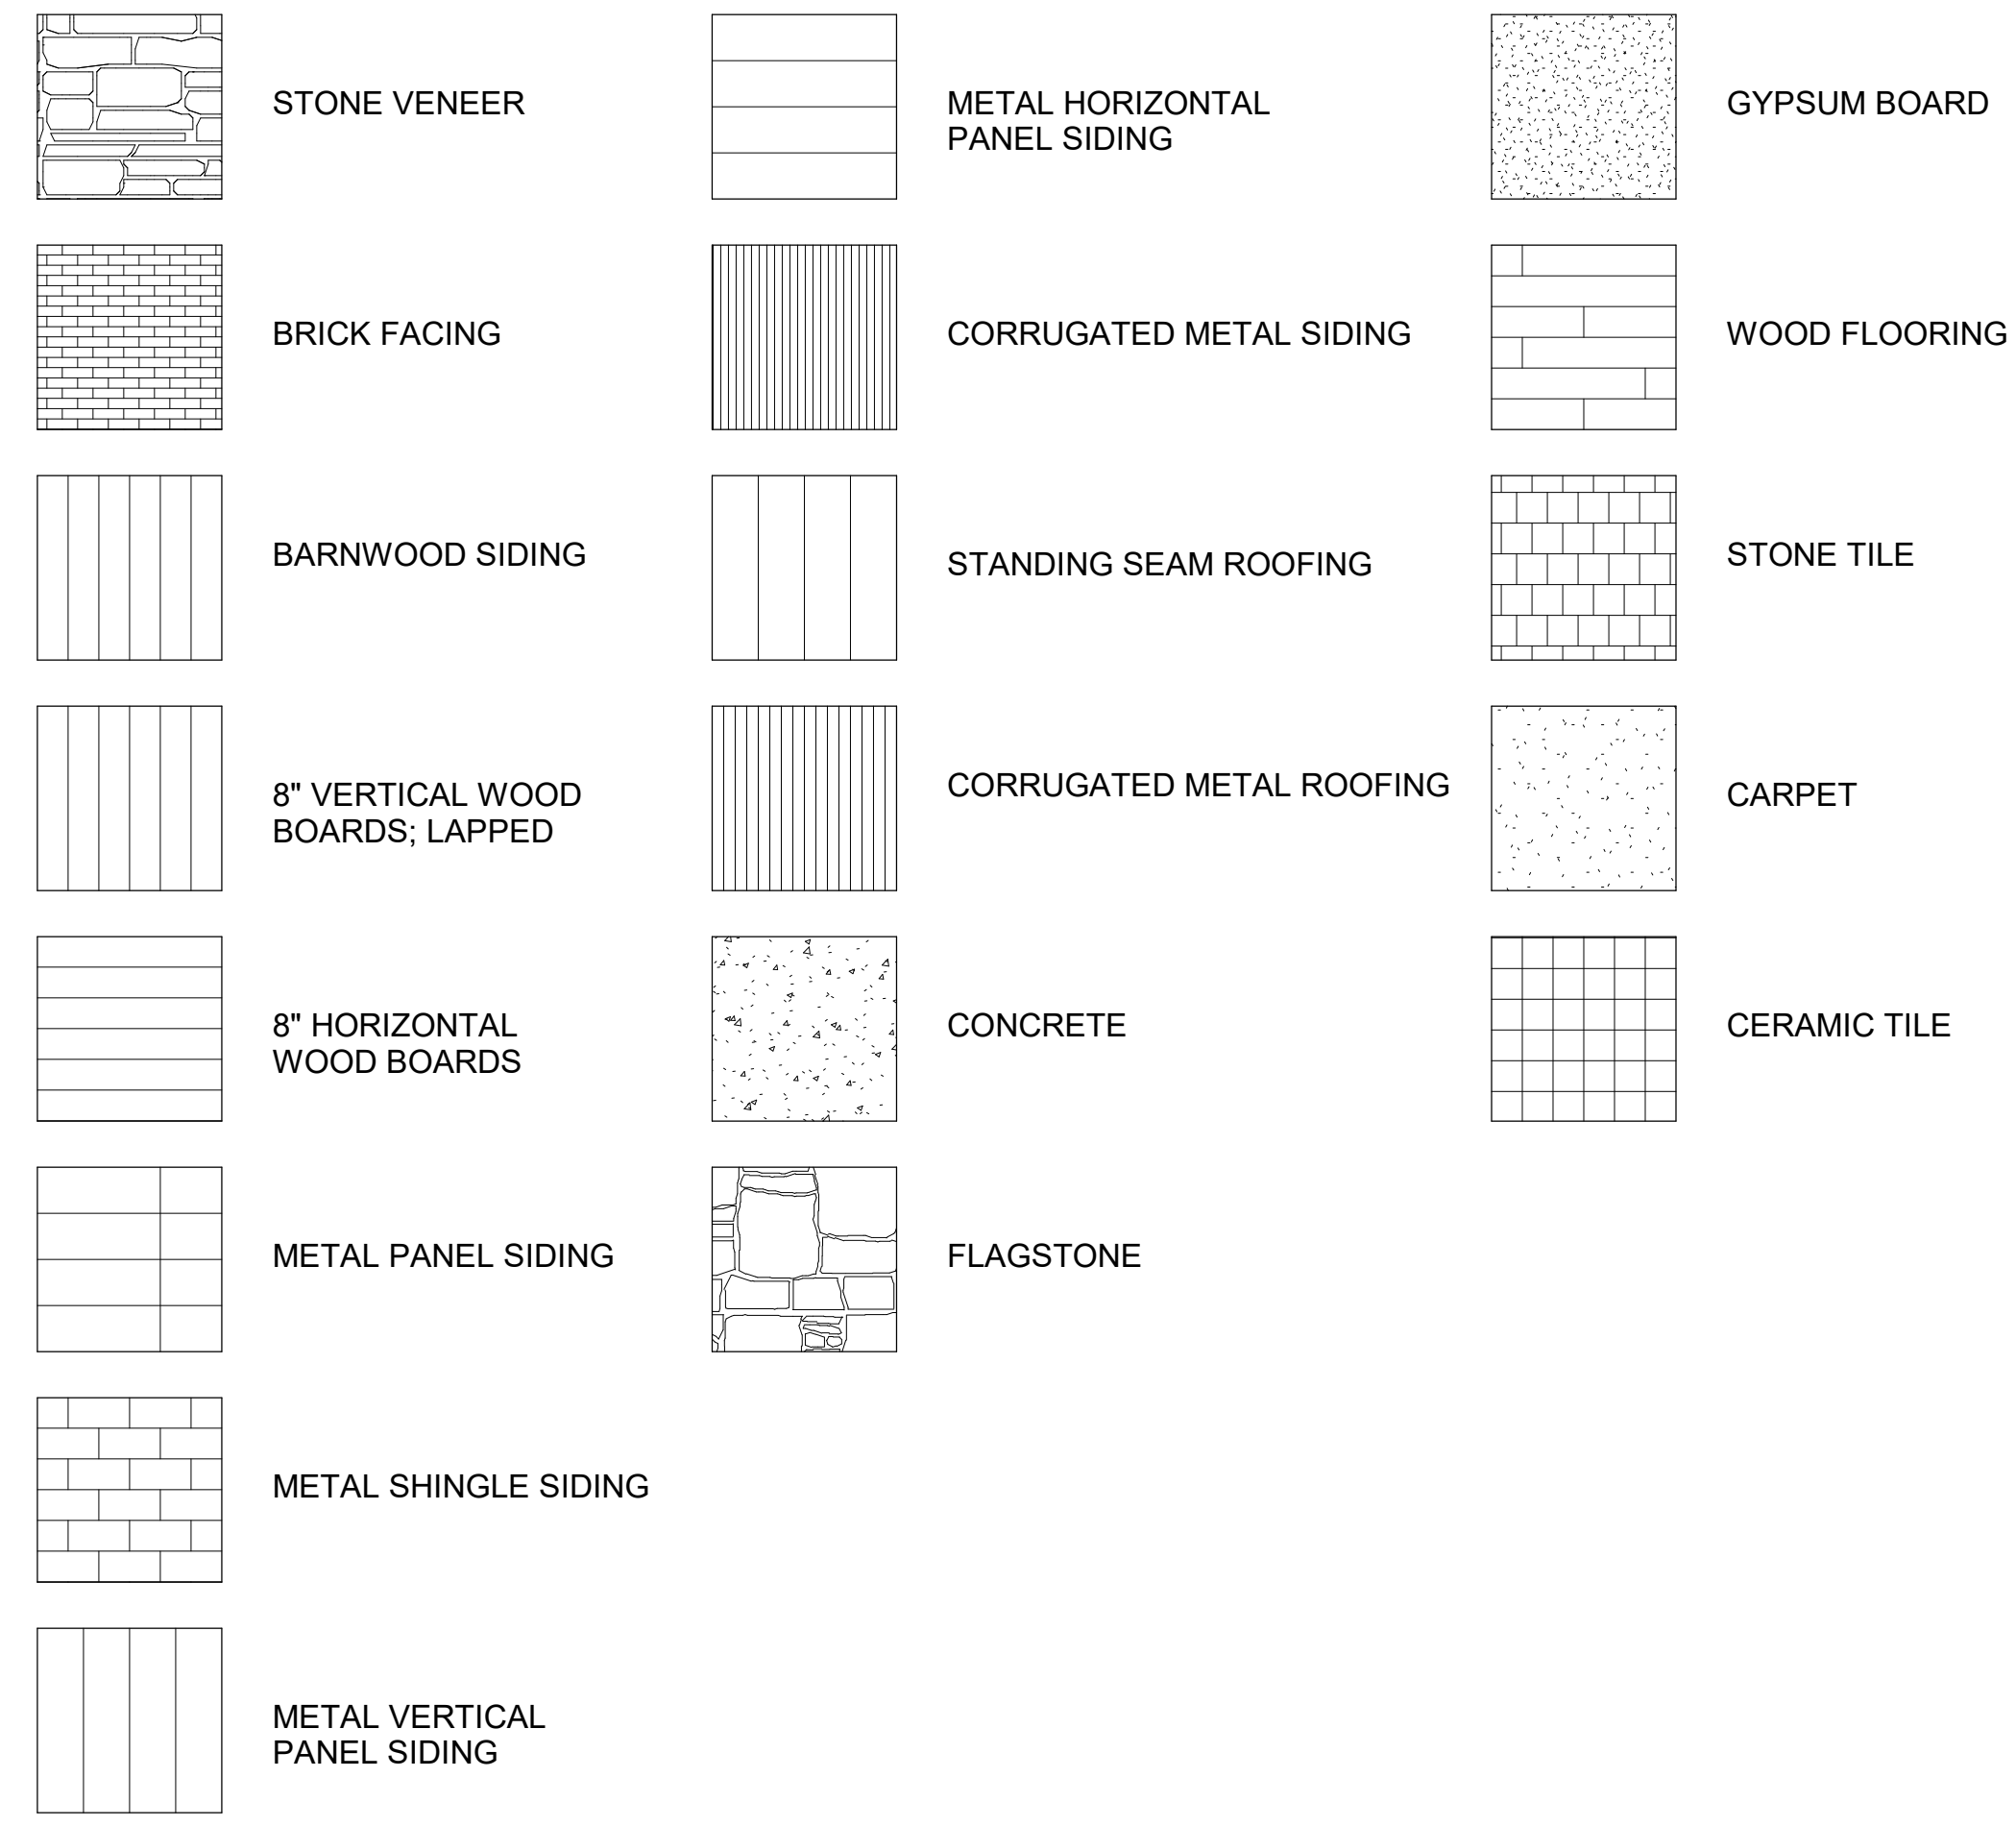 STONE VENEER
BRICK FACING
BARNWOOD SIDING
8" VERTICAL WOOD
BOARDS; LAPPED
8" HORIZONTAL
WOOD BOARDS
METAL PANEL SIDING
METAL SHINGLE SIDING
METAL VERTICAL
PANEL SIDING
METAL HORIZONTAL
PANEL SIDING
CORRUGATED METAL SIDING
STANDING SEAM ROOFING
CORRUGATED METAL ROOFING
CONCRETE
FLAGSTONE
GYPSUM BOARD
WOOD FLOORING
STONE TILE
CARPET
CERAMIC TILE